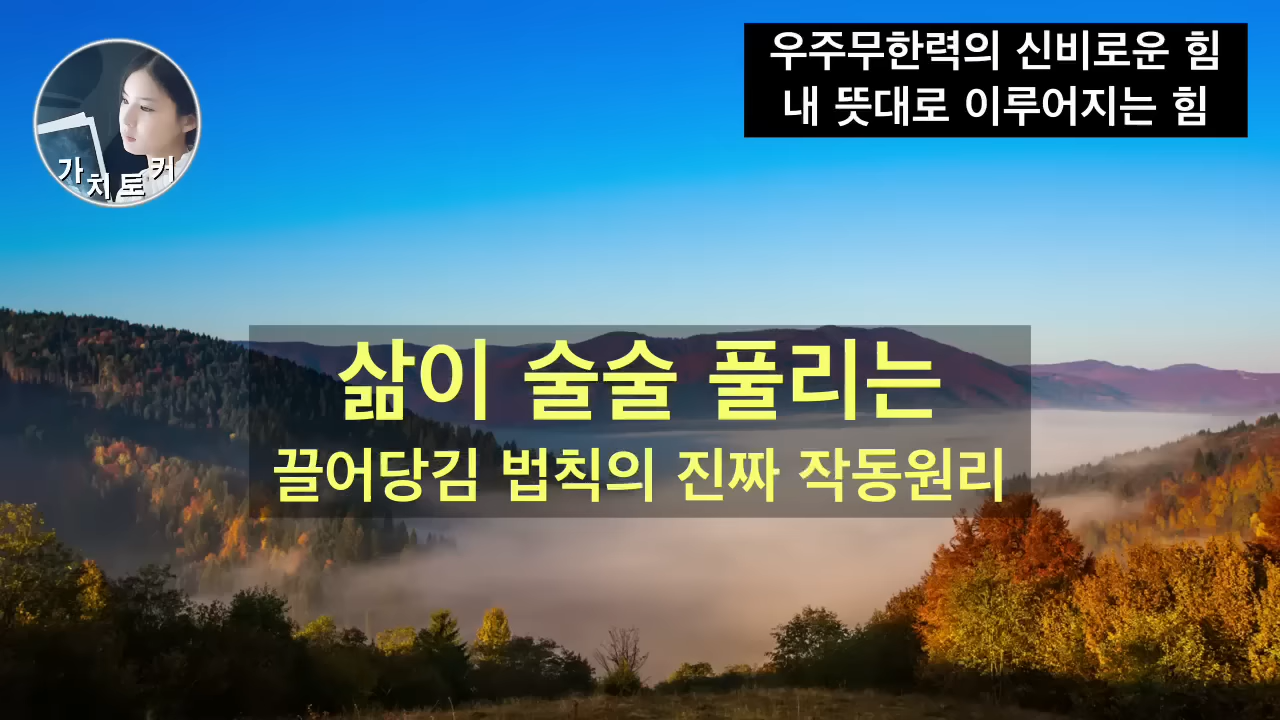 우주무한력의 신비로운 힘
내 뜻대로 이루어지는 힘
가치토커
삶이 술술 풀리는
끌어당김 법칙의 진짜 작동원리